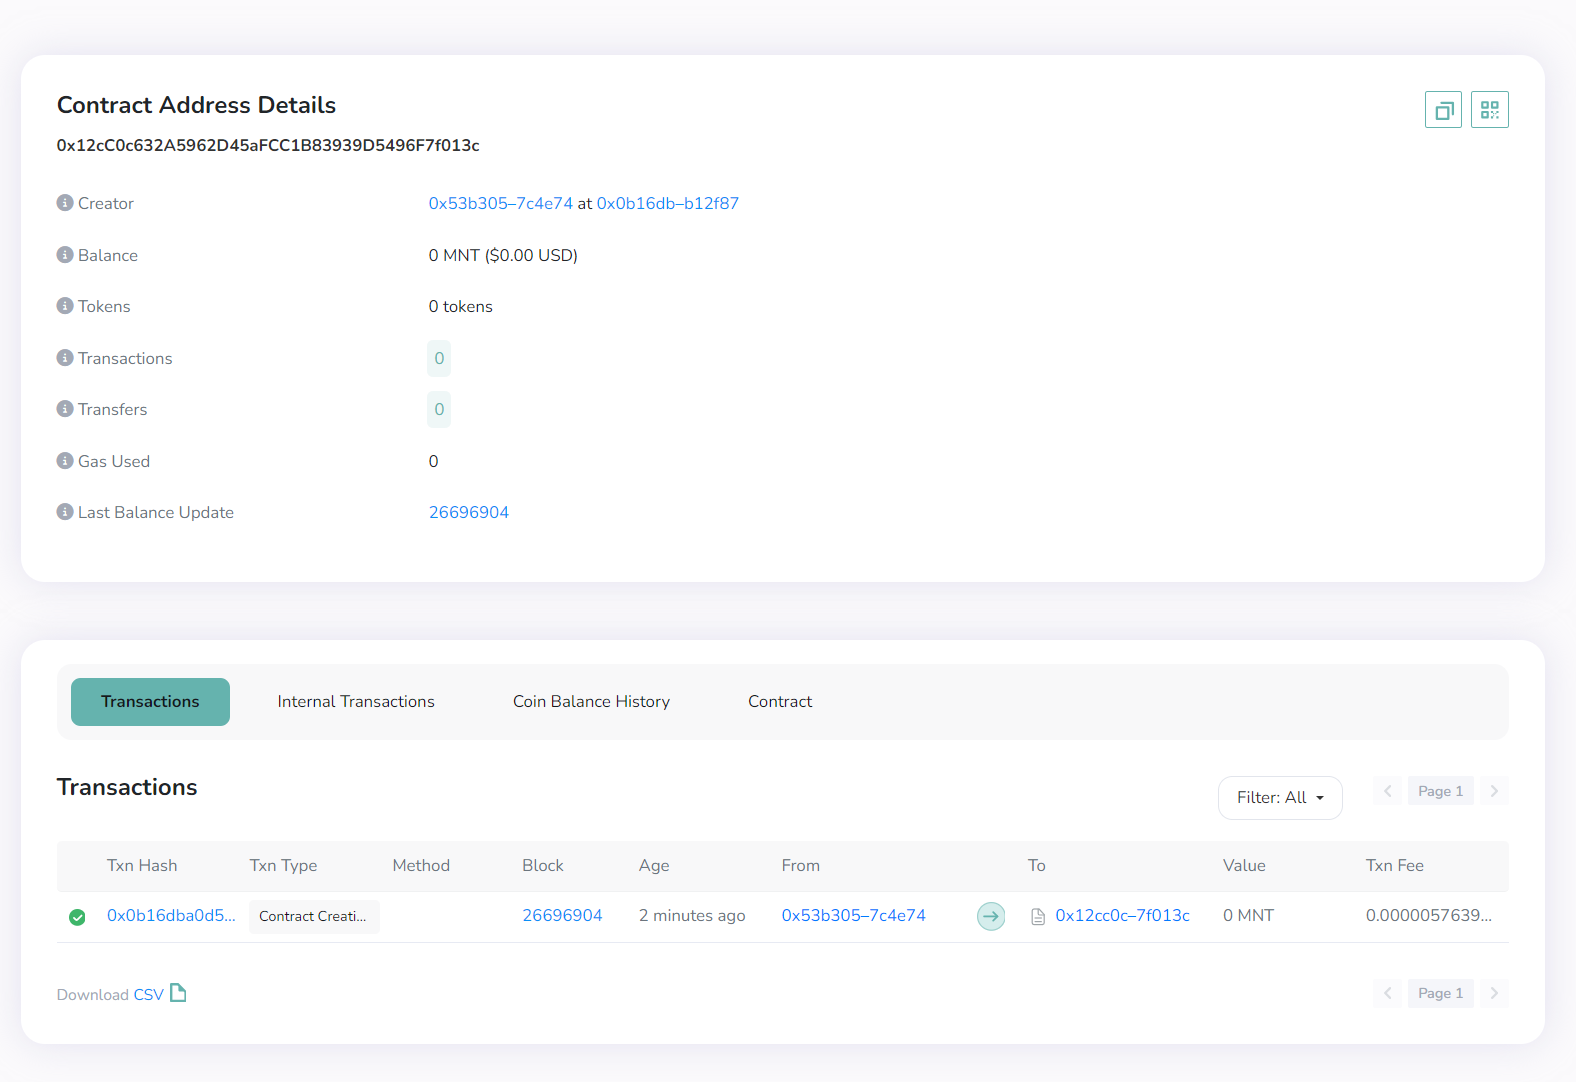 Contract Address Details
0x12cC0c632A5962D45aFCC1B83939D5496F7f013c
Creator 0x53b305–7c4e74 at 0x0b16db–b12f87
Balance 0 MNT ($0.00 USD)
Tokens 0 tokens
Transactions 0
Transfers 0
Gas Used 0
Last Balance Update 26696904
Transactions Internal Transactions Coin Balance History Contract
Transactions
Filter: All Page 1
Txn Hash Txn Type Method Block Age From To Value Txn Fee
0x0b16dba0d5... Contract Creati... 26696904 2 minutes ago 0x53b305–7c4e74 0x12cc0c–7f013c 0 MNT 0.0000057639...
Download CSV Page 1